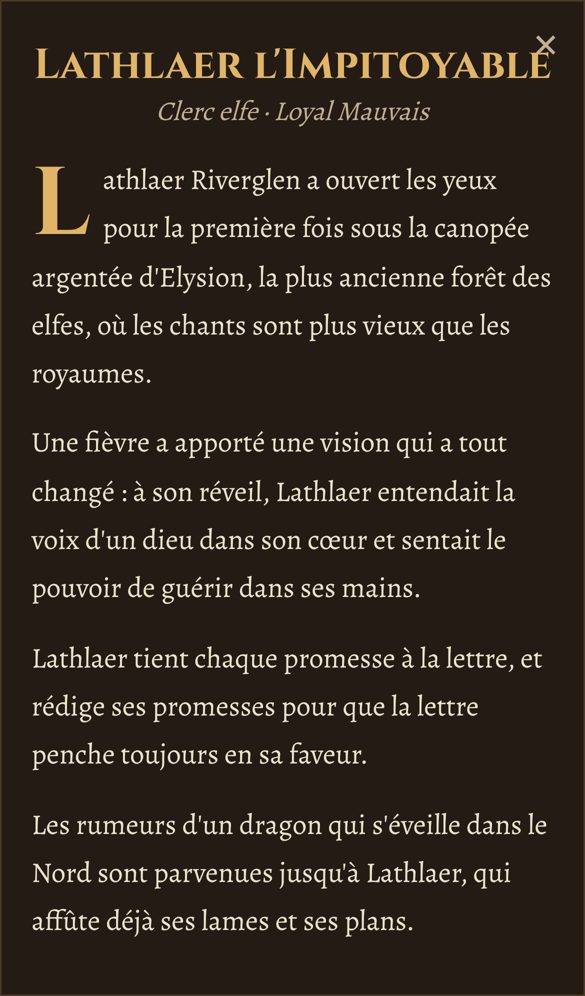 Lathlaer l'Impitoyable
×
Clerc elfe · Loyal Mauvais
Lathlaer Riverglen a ouvert les yeux
pour la première fois sous la canopée
argentée d'Elysion, la plus ancienne forêt des
elfes, où les chants sont plus vieux que les
royaumes.
Une fièvre a apporté une vision qui a tout
changé : à son réveil, Lathlaer entendait la
voix d'un dieu dans son cœur et sentait le
pouvoir de guérir dans ses mains.
Lathlaer tient chaque promesse à la lettre, et
rédige ses promesses pour que la lettre
penche toujours en sa faveur.
Les rumeurs d'un dragon qui s'éveille dans le
Nord sont parvenues jusqu'à Lathlaer, qui
affûte déjà ses lames et ses plans.